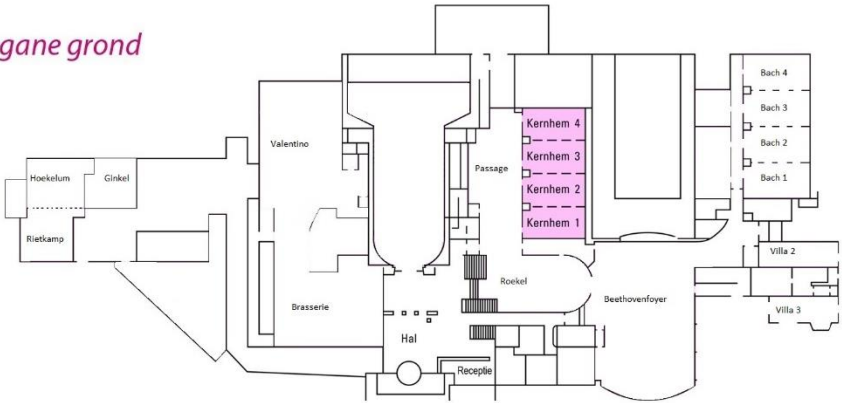 gane grond
Bach 4
Bach 3
Bach 2
Bach 1
Kernhem 4
Kernhem 3
Kernhem 2
Kernhem 1
Valentino
Passage
Hoekelum
Ginkel
Rietkamp
Villa 2
Roekel
Beethovenfoyer
Brasserie
Villa 3
Hal
Receptie